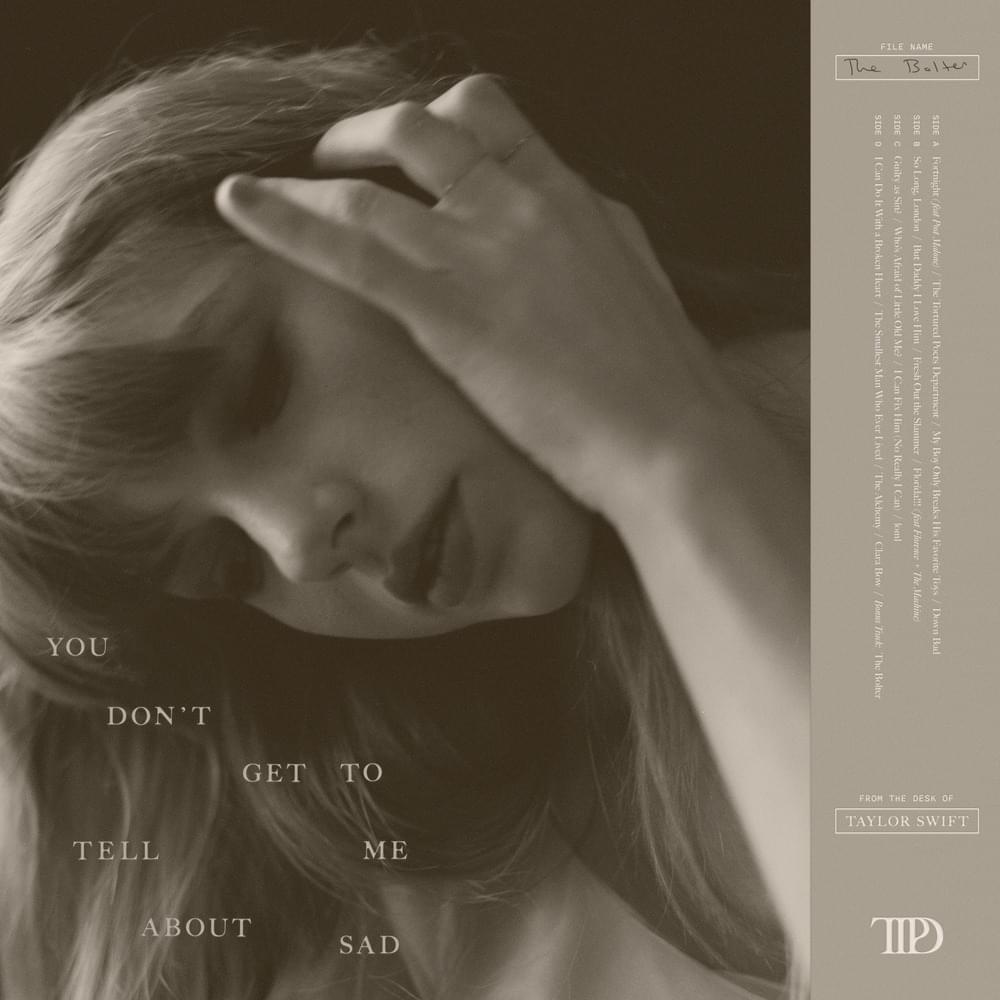 YOU
DON'T
GET TO
TELL ME
ABOUT
SAD
FILE NAME
The Bolter
SIDE A Fortnight (feat Post Malone) / The Tortured Poets Department / My Boy Only Breaks His Favorite Toys / Down Bad
SIDE B So Long, London / But Daddy I Love Him / Fresh Out the Slammer / Florida!!! (feat Florence + The Machine)
SIDE C Guilty as Sin? / Who's Afraid of Little Old Me? / I Can Fix Him (No Really I Can) / loml
SIDE D I Can Do It With a Broken Heart / The Smallest Man Who Ever Lived / The Alchemy / Clara Bow / Bonus Track: The Bolter
FROM THE DESK OF
TAYLOR SWIFT
TTPD